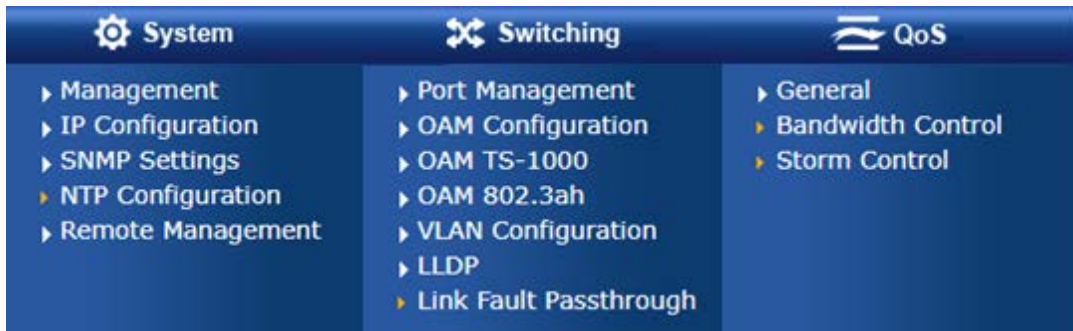 System
Management
IP Configuration
SNMP Settings
NTP Configuration
Remote Management
Switching
Port Management
OAM Configuration
OAM TS-1000
OAM 802.3ah
VLAN Configuration
LLDP
Link Fault Passthrough
QoS
General
Bandwidth Control
Storm Control